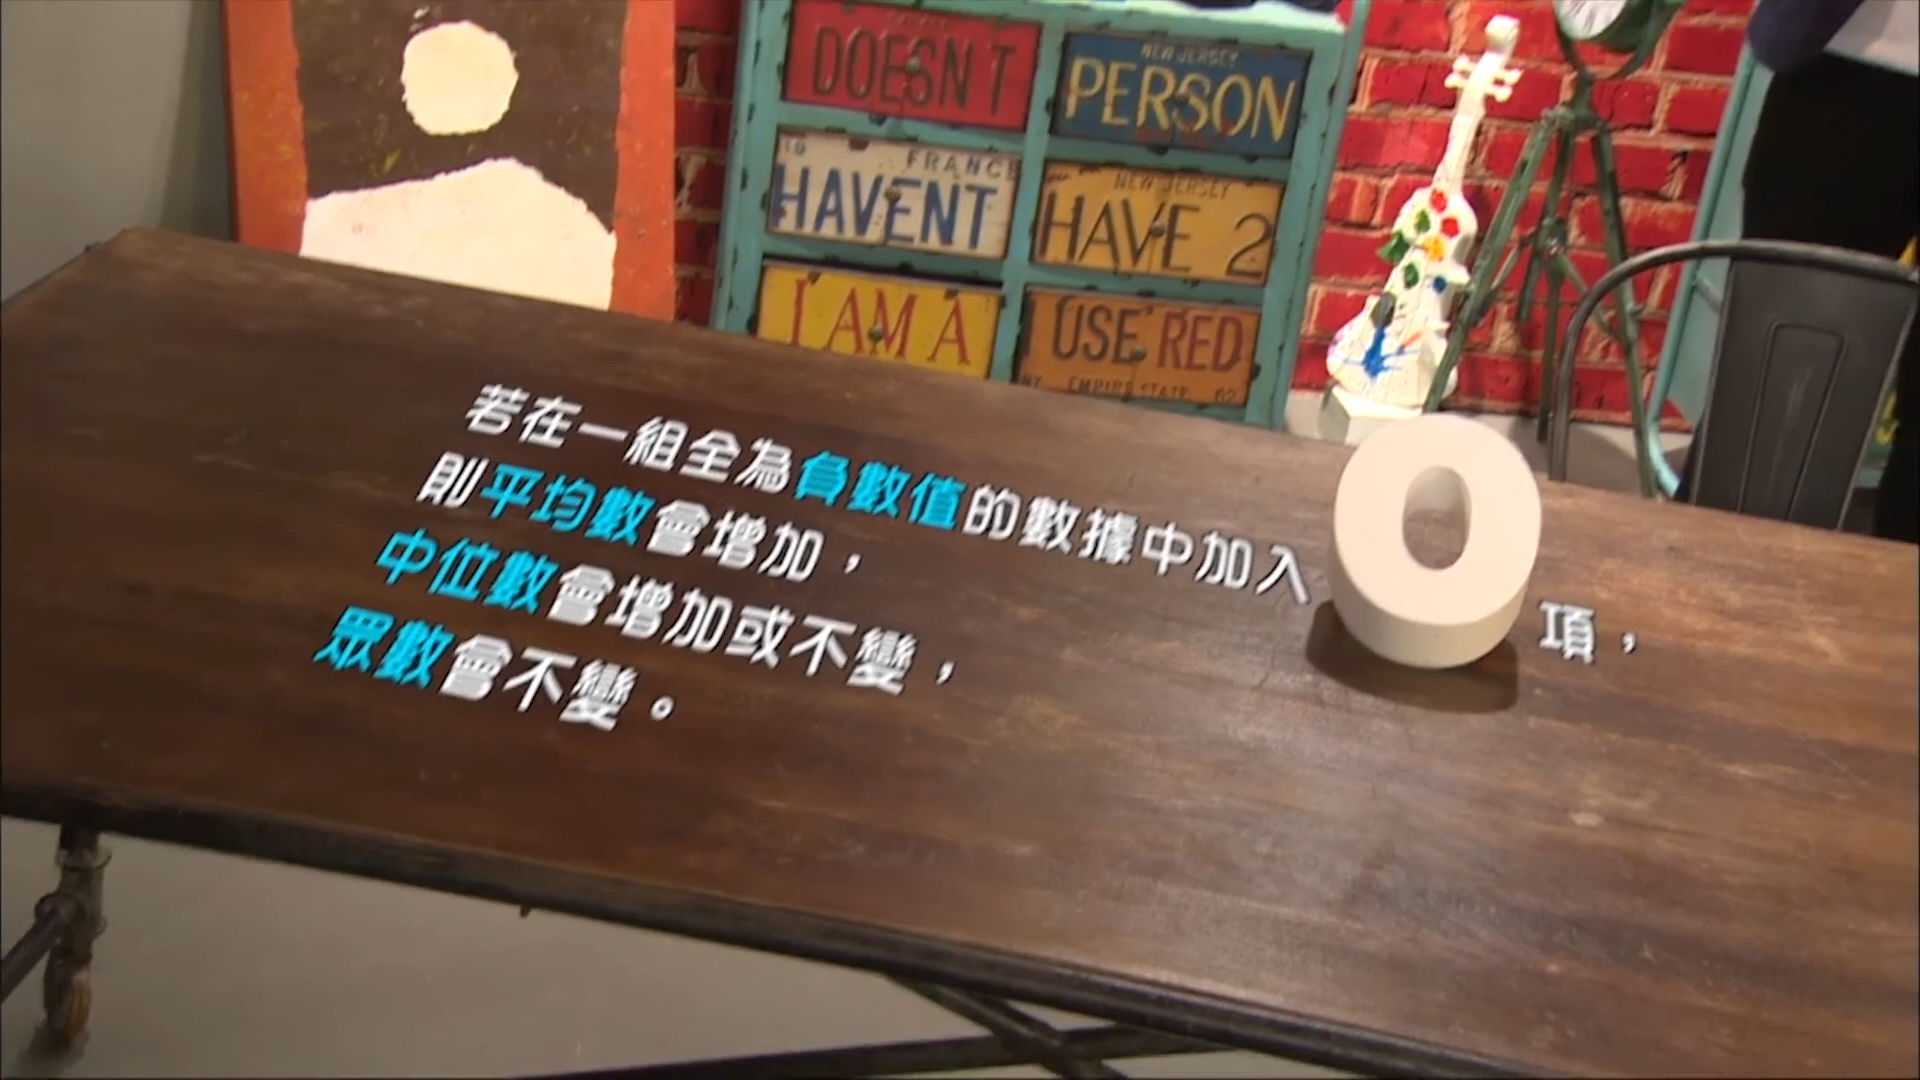 DOESN T
NEW JERSEY
PERSON
FRANCE
HAVENT
NEW JERSEY
HAVE 2
I AM A
USE RED
EMPIRE STATE 62
若在一組全為負數值的數據中加入0項，
則平均數會增加，
中位數會增加或不變，
眾數會不變。